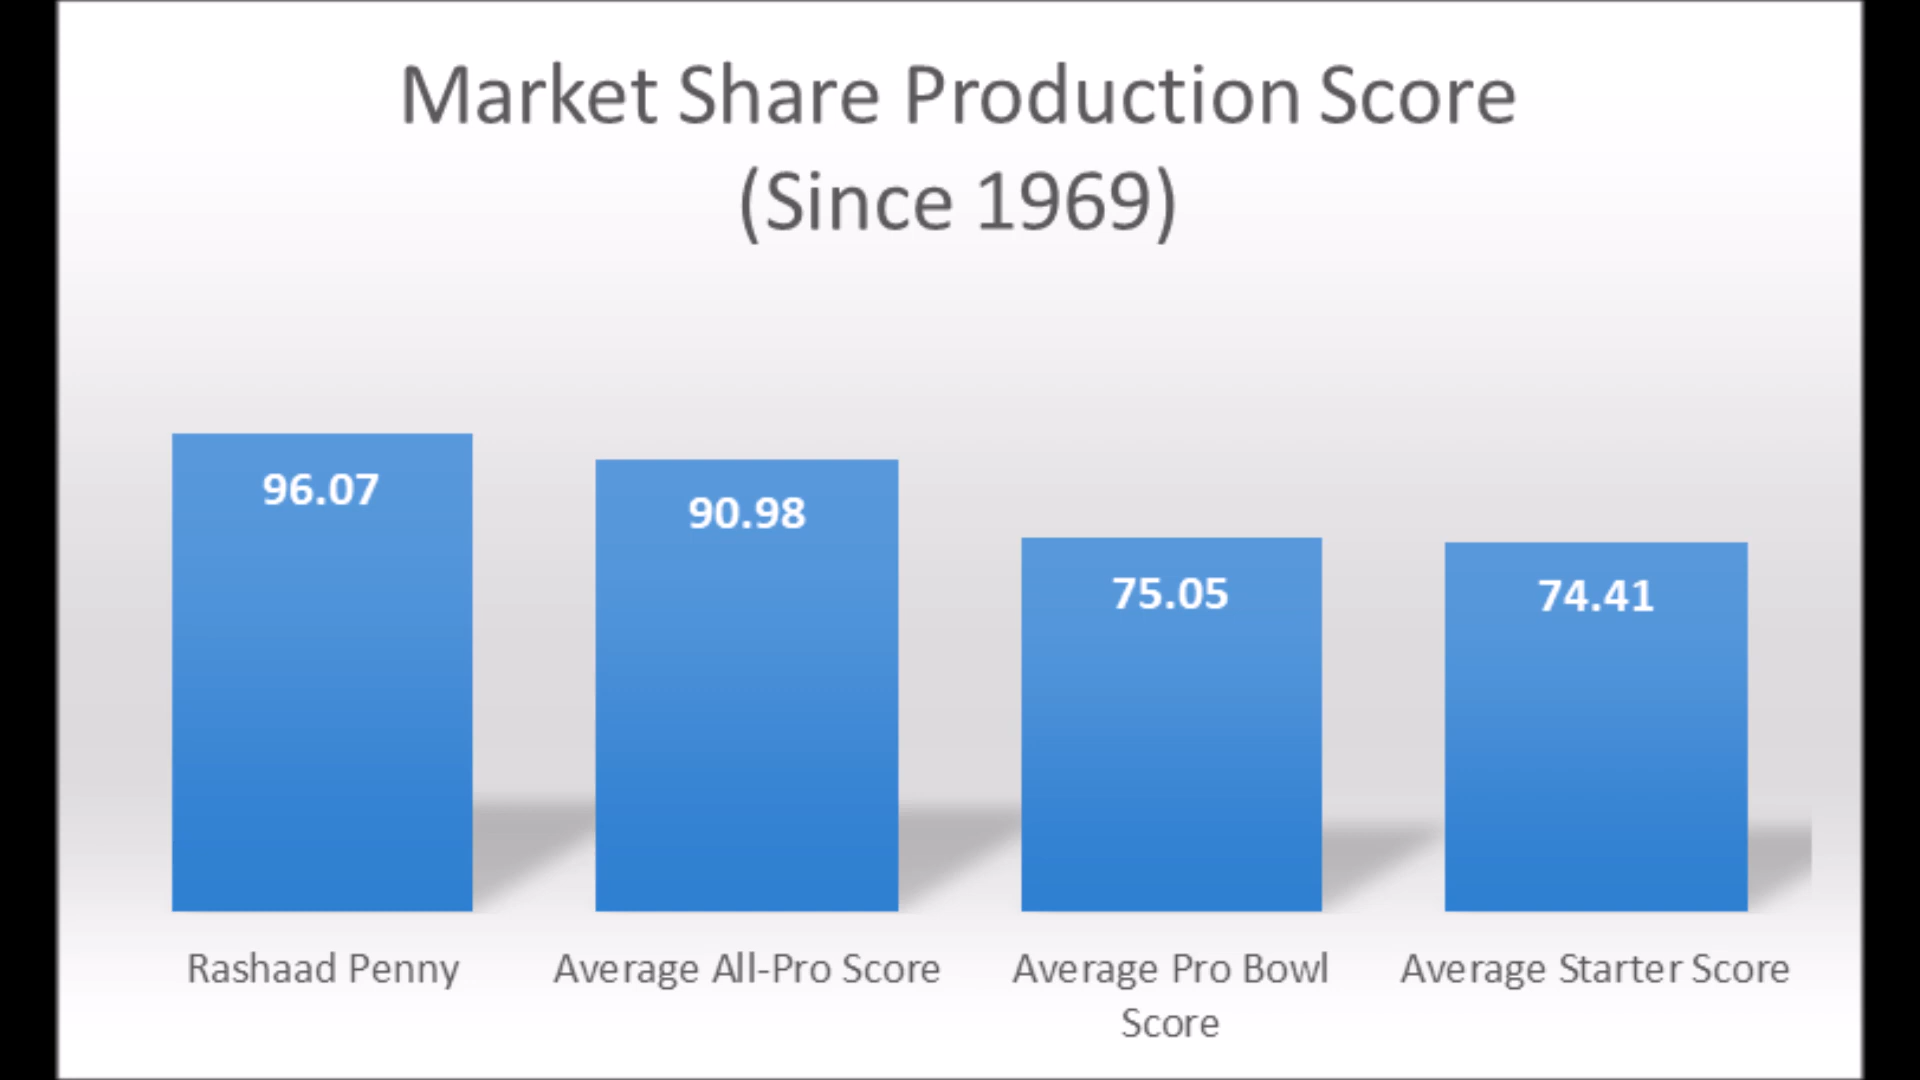 Market Share Production Score
(Since 1969)
96.07
90.98
75.05
74.41
Rashaad Penny
Average All-Pro Score
Average Pro Bowl
Score
Average Starter Score